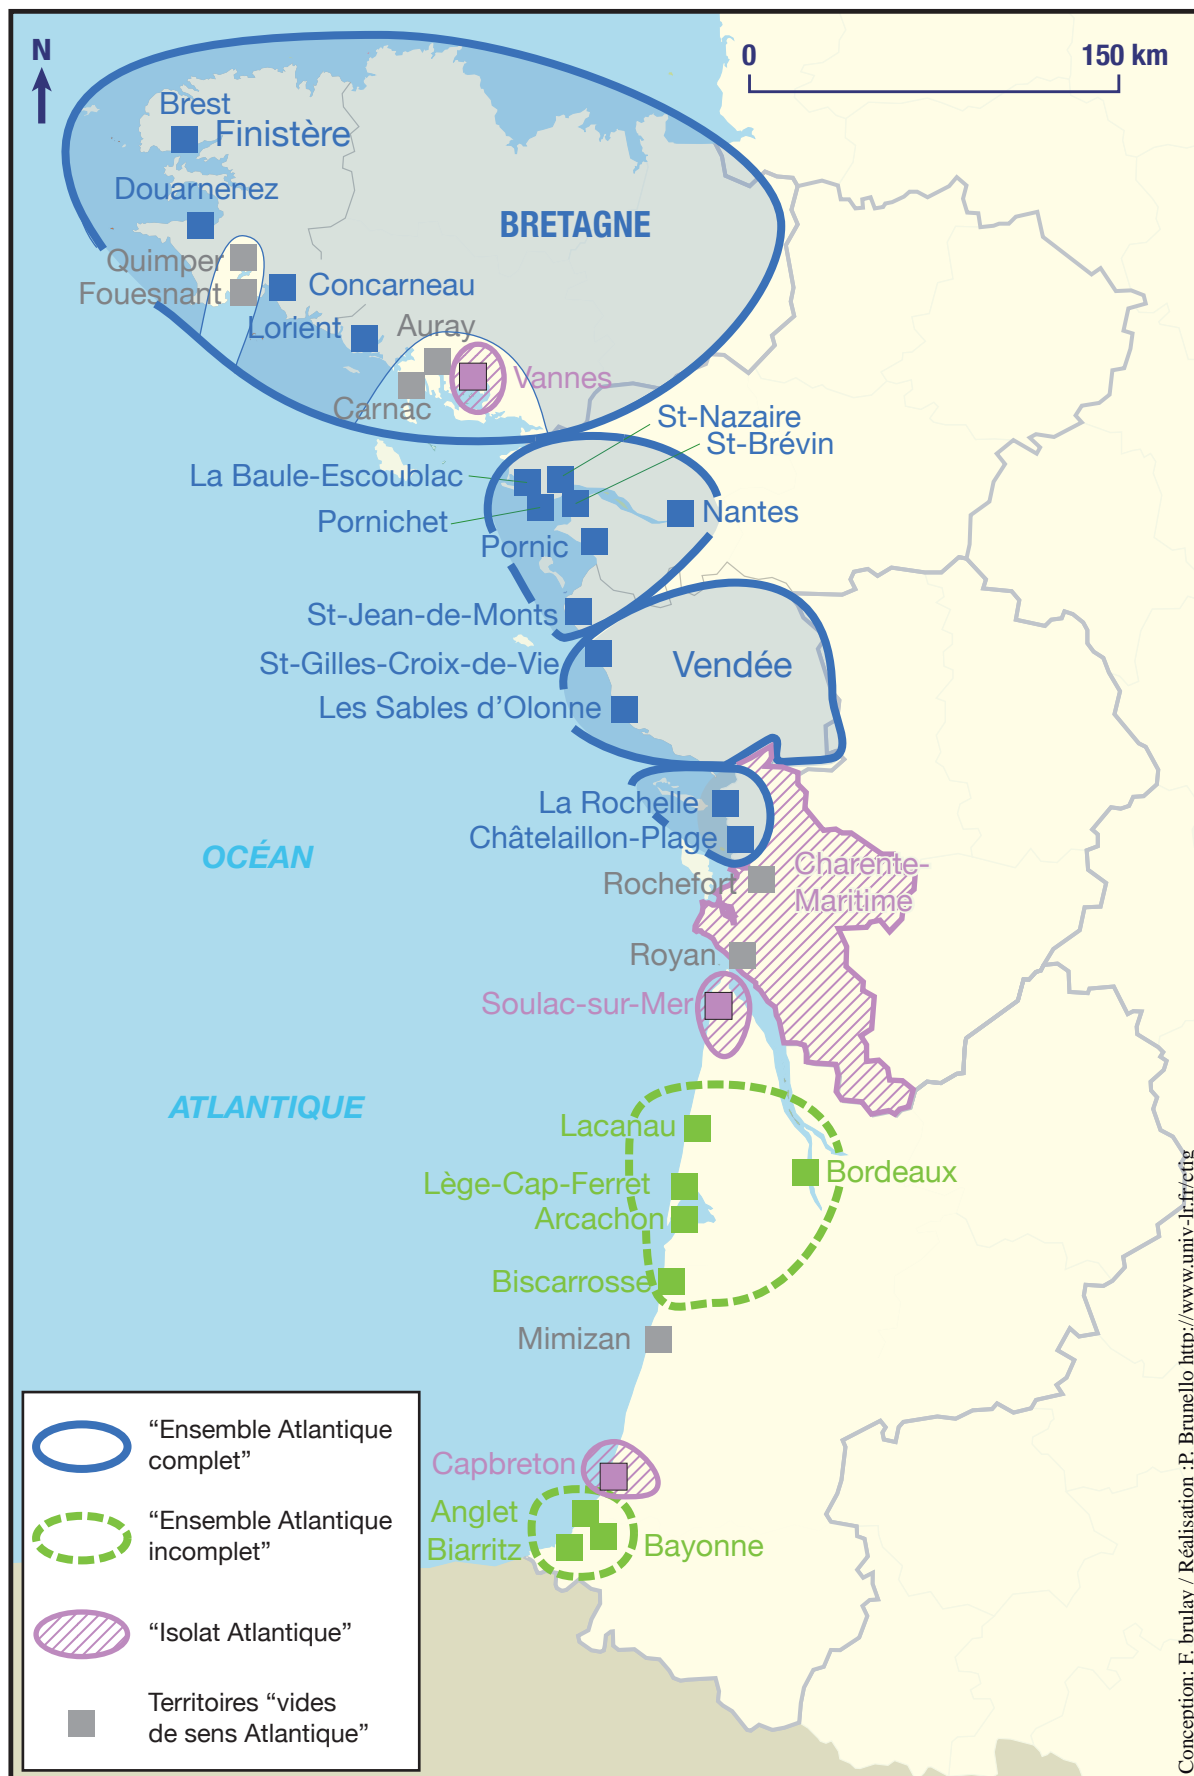 N
0
150 km
Brest
Finistère
Douarnenez
BRETAGNE
Quimper
Fouesnant
Concarneau
Lorient
Auray
Vannes
Carnac
St-Nazaire
St-Brévin
La Baule-Escoublac
Pornichet
Nantes
Pornic
St-Jean-de-Monts
St-Gilles-Croix-de-Vie
Vendée
Les Sables d’Olonne
La Rochelle
Châtelaillon-Plage
OCÉAN
Charente-
Maritime
Rochefort
Royan
Soulac-sur-Mer
ATLANTIQUE
Lacanau
Bordeaux
Lège-Cap-Ferret
Arcachon
Biscarrosse
Mimizan
Capbreton
Anglet
Biarritz
Bayonne
“Ensemble Atlantique
complet”
“Ensemble Atlantique
incomplet”
“Isolat Atlantique”
Territoires “vides
de sens Atlantique”
Conception: F. brulay / Réalisation :P. Brunello http://www.univ-lr.fr/ctig